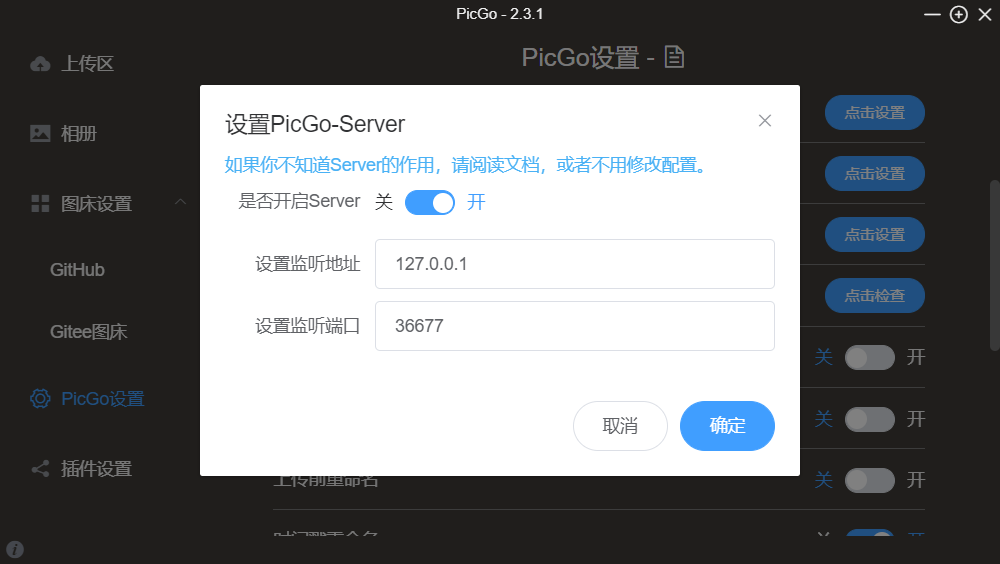 PicGo - 2.3.1
上传区
相册
图床设置
GitHub
Gitee图床
PicGo设置
插件设置
PicGo设置 -
点击设置
点击设置
点击设置
点击检查
关 开
关 开
上传前重命名 关 开
时间戳重命名 关 开
设置PicGo-Server
如果你不知道Server的作用，请阅读文档，或者不用修改配置。
是否开启Server 关 开
设置监听地址 127.0.0.1
设置监听端口 36677
取消 确定